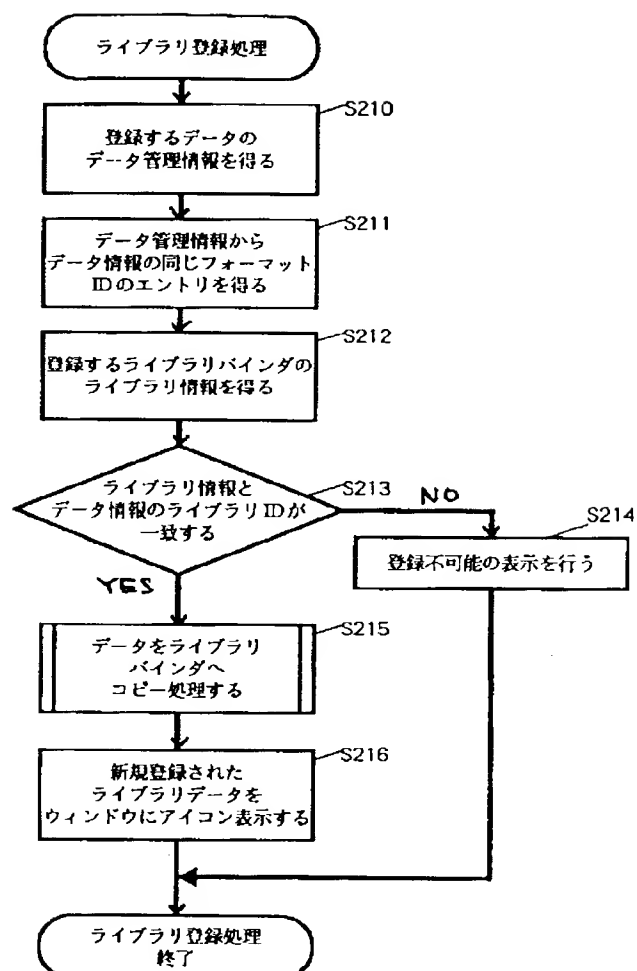 ライブラリ登録処理
S210
登録するデータの
データ管理情報を得る
S211
データ管理情報から
データ情報の同じフォーマット
IDのエントリを得る
S212
登録するライブラリバインダの
ライブラリ情報を得る
S213
ライブラリ情報と
データ情報のライブラリIDが
一致する
NO
YES
S214
登録不可能の表示を行う
S215
データをライブラリ
バインダへ
コピー処理する
S216
新規登録された
ライブラリデータを
ウィンドウにアイコン表示する
ライブラリ登録処理
終了